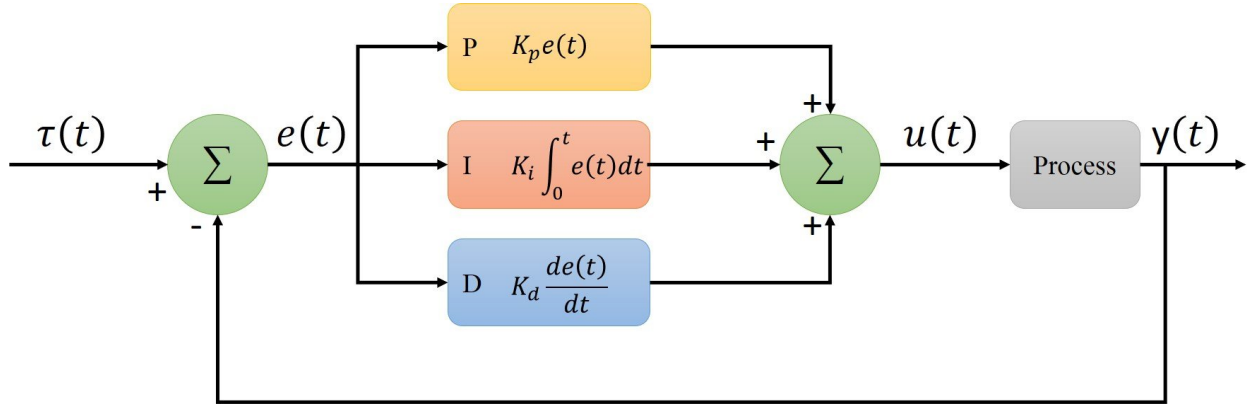 τ(t)
+
-
∑
e(t)
P K_p e(t)
I K_i ∫_0^t e(t)dt
D K_d de(t)/dt
+
+
+
∑
u(t)
Process
y(t)